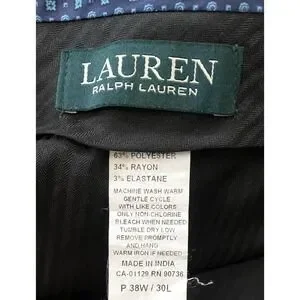 LAUREN
RALPH LAUREN
63% POLYESTER
34% RAYON
3% ELASTANE
MACHINE WASH WARM
GENTLE CYCLE
WITH LIKE COLORS
ONLY NON-CHLORINE
BLEACH WHEN NEEDED
TUMBLE DRY LOW
REMOVE PROMPTLY
AND HANG
WARM IRON IF NEEDED
MADE IN INDIA
CA-01129 RN 90736
P 38W / 30L